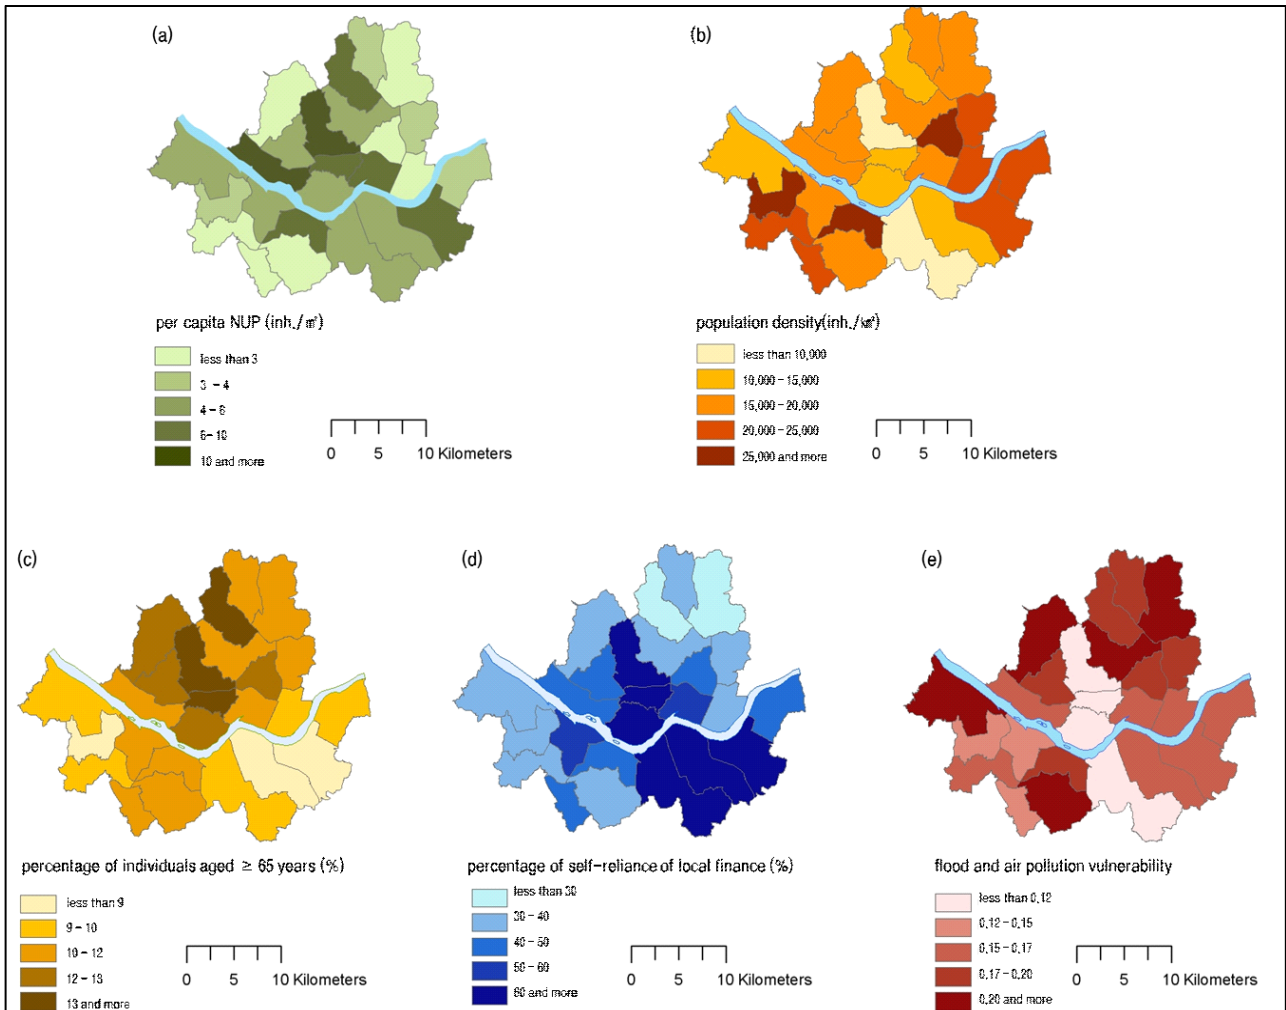 (a)
(b)
per capita NUP (inh./㎡)
less than 3
3 - 4
4 - 6
6 - 10
10 and more
0 5 10 Kilometers
population density(inh./㎢)
less than 10,000
10,000 - 15,000
15,000 - 20,000
20,000 - 25,000
25,000 and more
0 5 10 Kilometers
(c)
(d)
(e)
percentage of individuals aged ≥ 65 years (%)
less than 9
9 - 10
10 - 12
12 - 13
13 and more
0 5 10 Kilometers
percentage of self-reliance of local finance (%)
less than 30
30 - 40
40 - 50
50 - 60
60 and more
0 5 10 Kilometers
flood and air pollution vulnerability
less than 0.12
0.12 - 0.15
0.15 - 0.17
0.17 - 0.20
0.20 and more
0 5 10 Kilometers